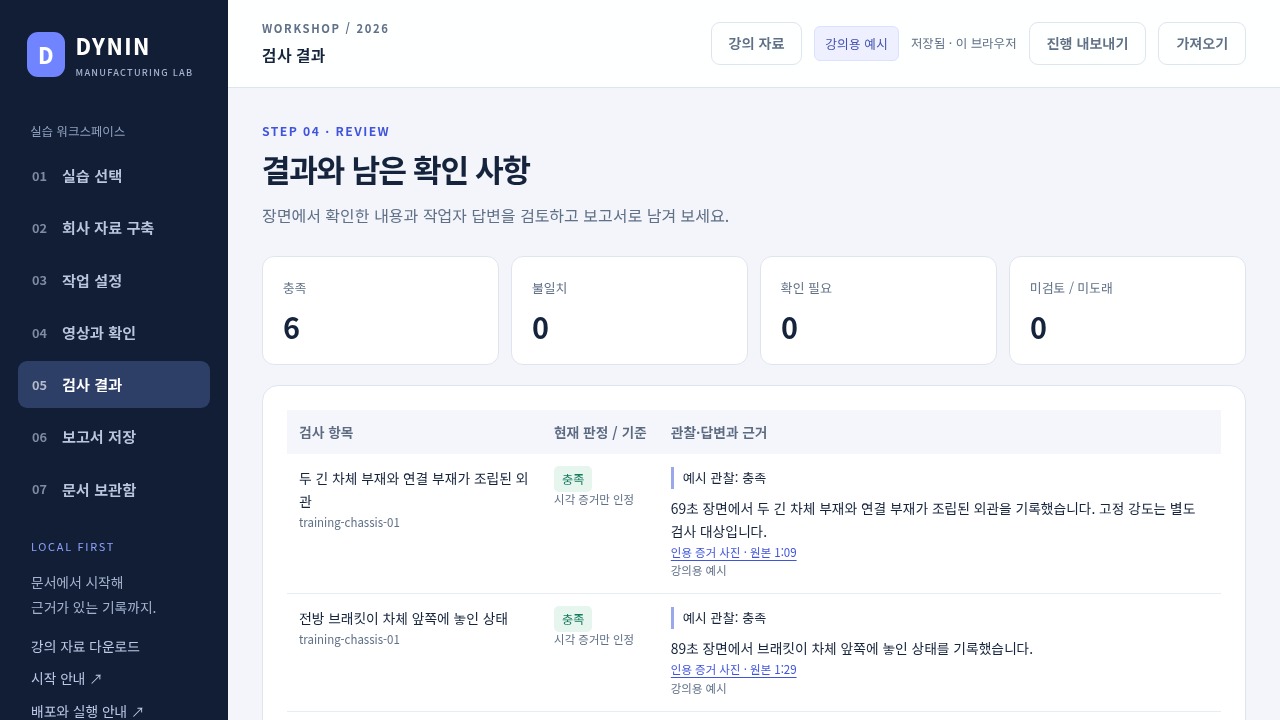 D
DYNIN
MANUFACTURING LAB
실습 워크스페이스
01 실습 선택
02 회사 자료 구축
03 작업 설정
04 영상과 확인
05 검사 결과
06 보고서 저장
07 문서 보관함
LOCAL FIRST
문서에서 시작해
근거가 있는 기록까지.
강의 자료 다운로드
시작 안내 ↗
배포와 실행 안내 ↗
WORKSHOP / 2026
검사 결과
강의 자료
강의용 예시
저장됨 · 이 브라우저
진행 내보내기
가져오기
STEP 04 · REVIEW
결과와 남은 확인 사항
장면에서 확인한 내용과 작업자 답변을 검토하고 보고서로 남겨 보세요.
충족
6
불일치
0
확인 필요
0
미검토 / 미도래
0
검사 항목 현재 판정 / 기준 관찰·답변과 근거
두 긴 차체 부재와 연결 부재가 조립된 외
관
training-chassis-01
충족
시각 증거만 인정
예시 관찰: 충족
69초 장면에서 두 긴 차체 부재와 연결 부재가 조립된 외관을 기록했습니다. 고정 강도는 별도
검사 대상입니다.
인용 증거 사진 · 원본 1:09
강의용 예시
전방 브래킷이 차체 앞쪽에 놓인 상태
training-chassis-01
충족
시각 증거만 인정
예시 관찰: 충족
89초 장면에서 브래킷이 차체 앞쪽에 놓인 상태를 기록했습니다.
인용 증거 사진 · 원본 1:29
강의용 예시